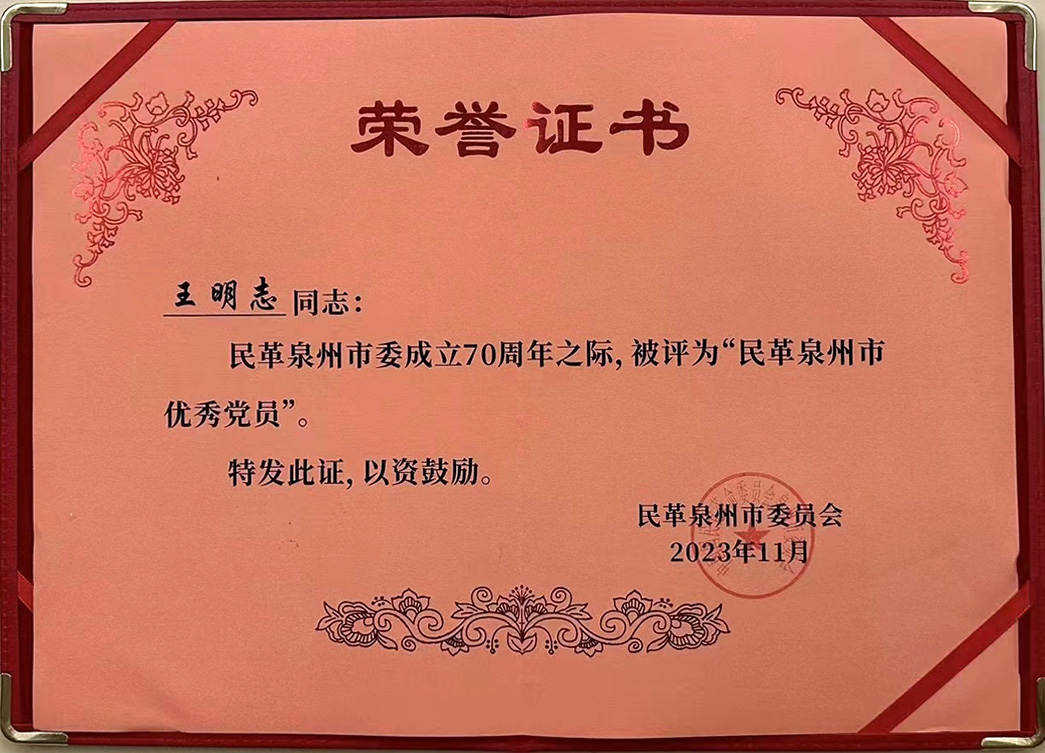 荣誉证书
王明志同志：
民革泉州市委成立70周年之际，被评为“民革泉州市
优秀党员”。
特发此证，以资鼓励。
民革泉州市委员会
2023年11月